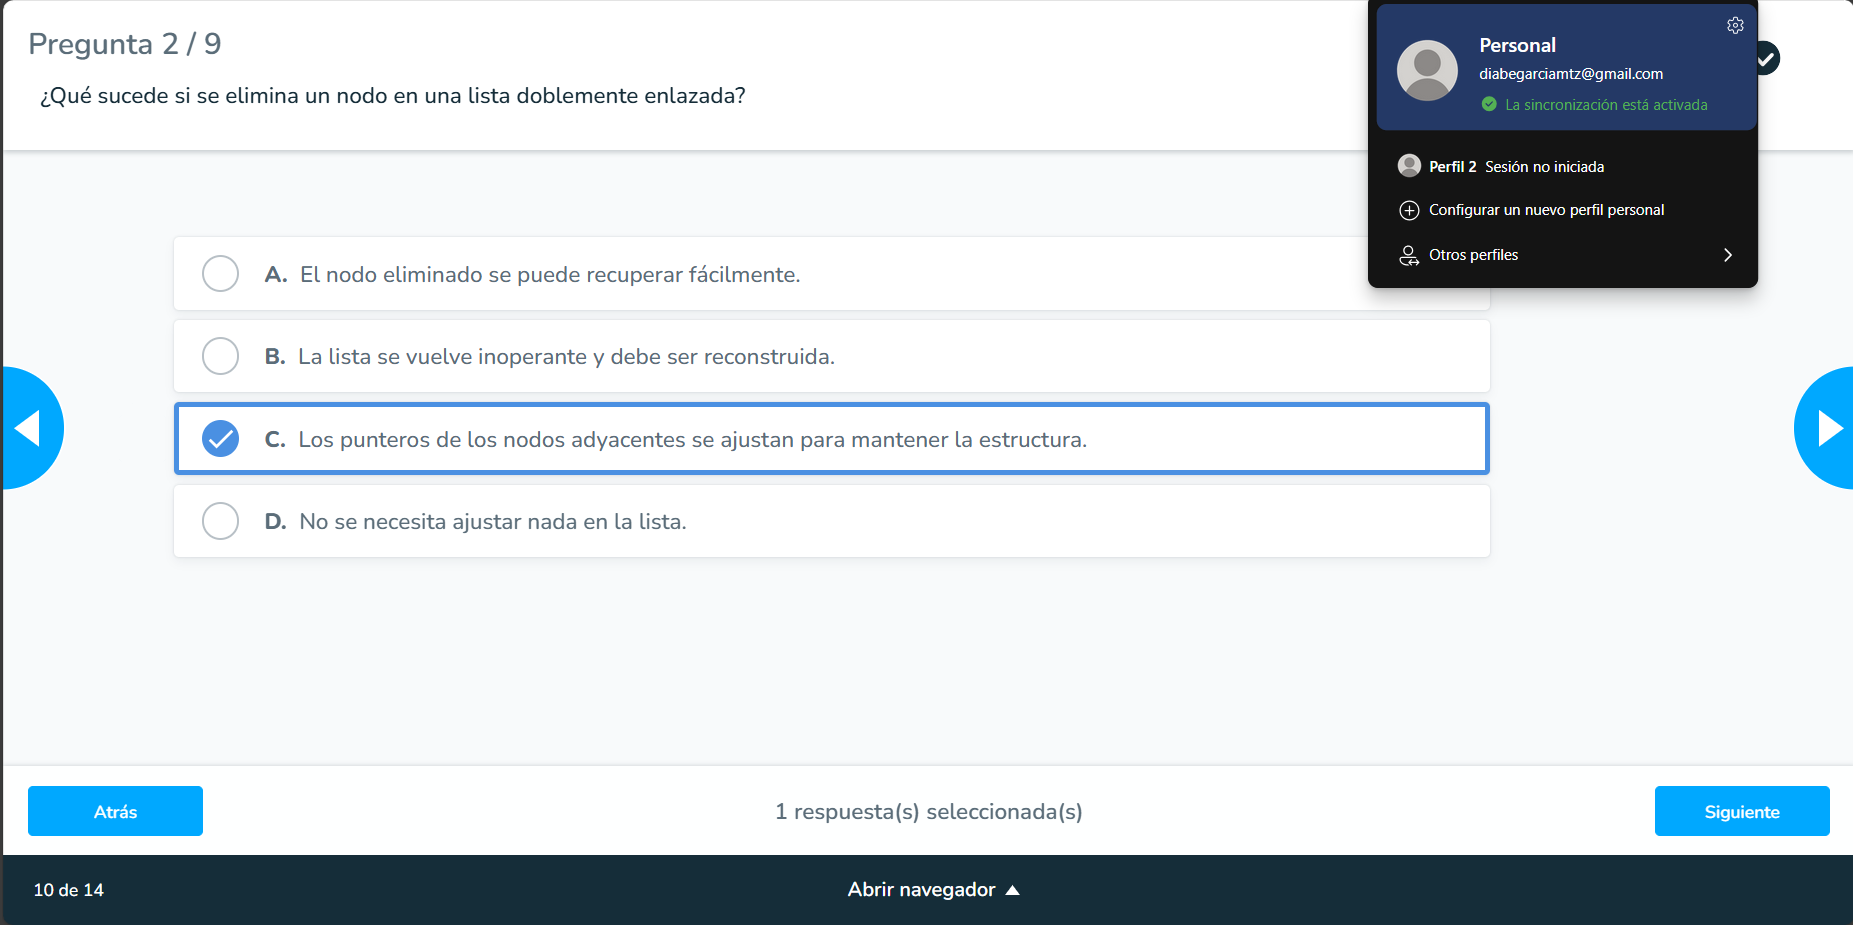 Pregunta 2 / 9
¿Qué sucede si se elimina un nodo en una lista doblemente enlazada?
Personal
diabegarciamtz@gmail.com
La sincronización está activada
Perfil 2 Sesión no iniciada
Configurar un nuevo perfil personal
Otros perfiles
A. El nodo eliminado se puede recuperar fácilmente.
B. La lista se vuelve inoperante y debe ser reconstruida.
C. Los punteros de los nodos adyacentes se ajustan para mantener la estructura.
D. No se necesita ajustar nada en la lista.
Atrás
1 respuesta(s) seleccionada(s)
Siguiente
10 de 14
Abrir navegador